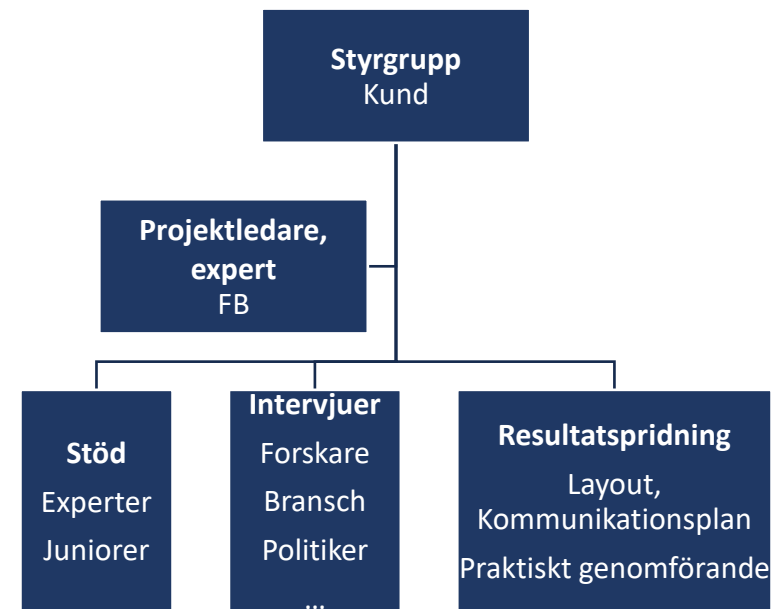 Styrgrupp
Kund
Projektledare,
expert
FB
Stöd
Experter
Juniorer
Intervjuer
Forskare
Bransch
Politiker
...
Resultatspridning
Layout,
Kommunikationsplan
Praktiskt genomförande